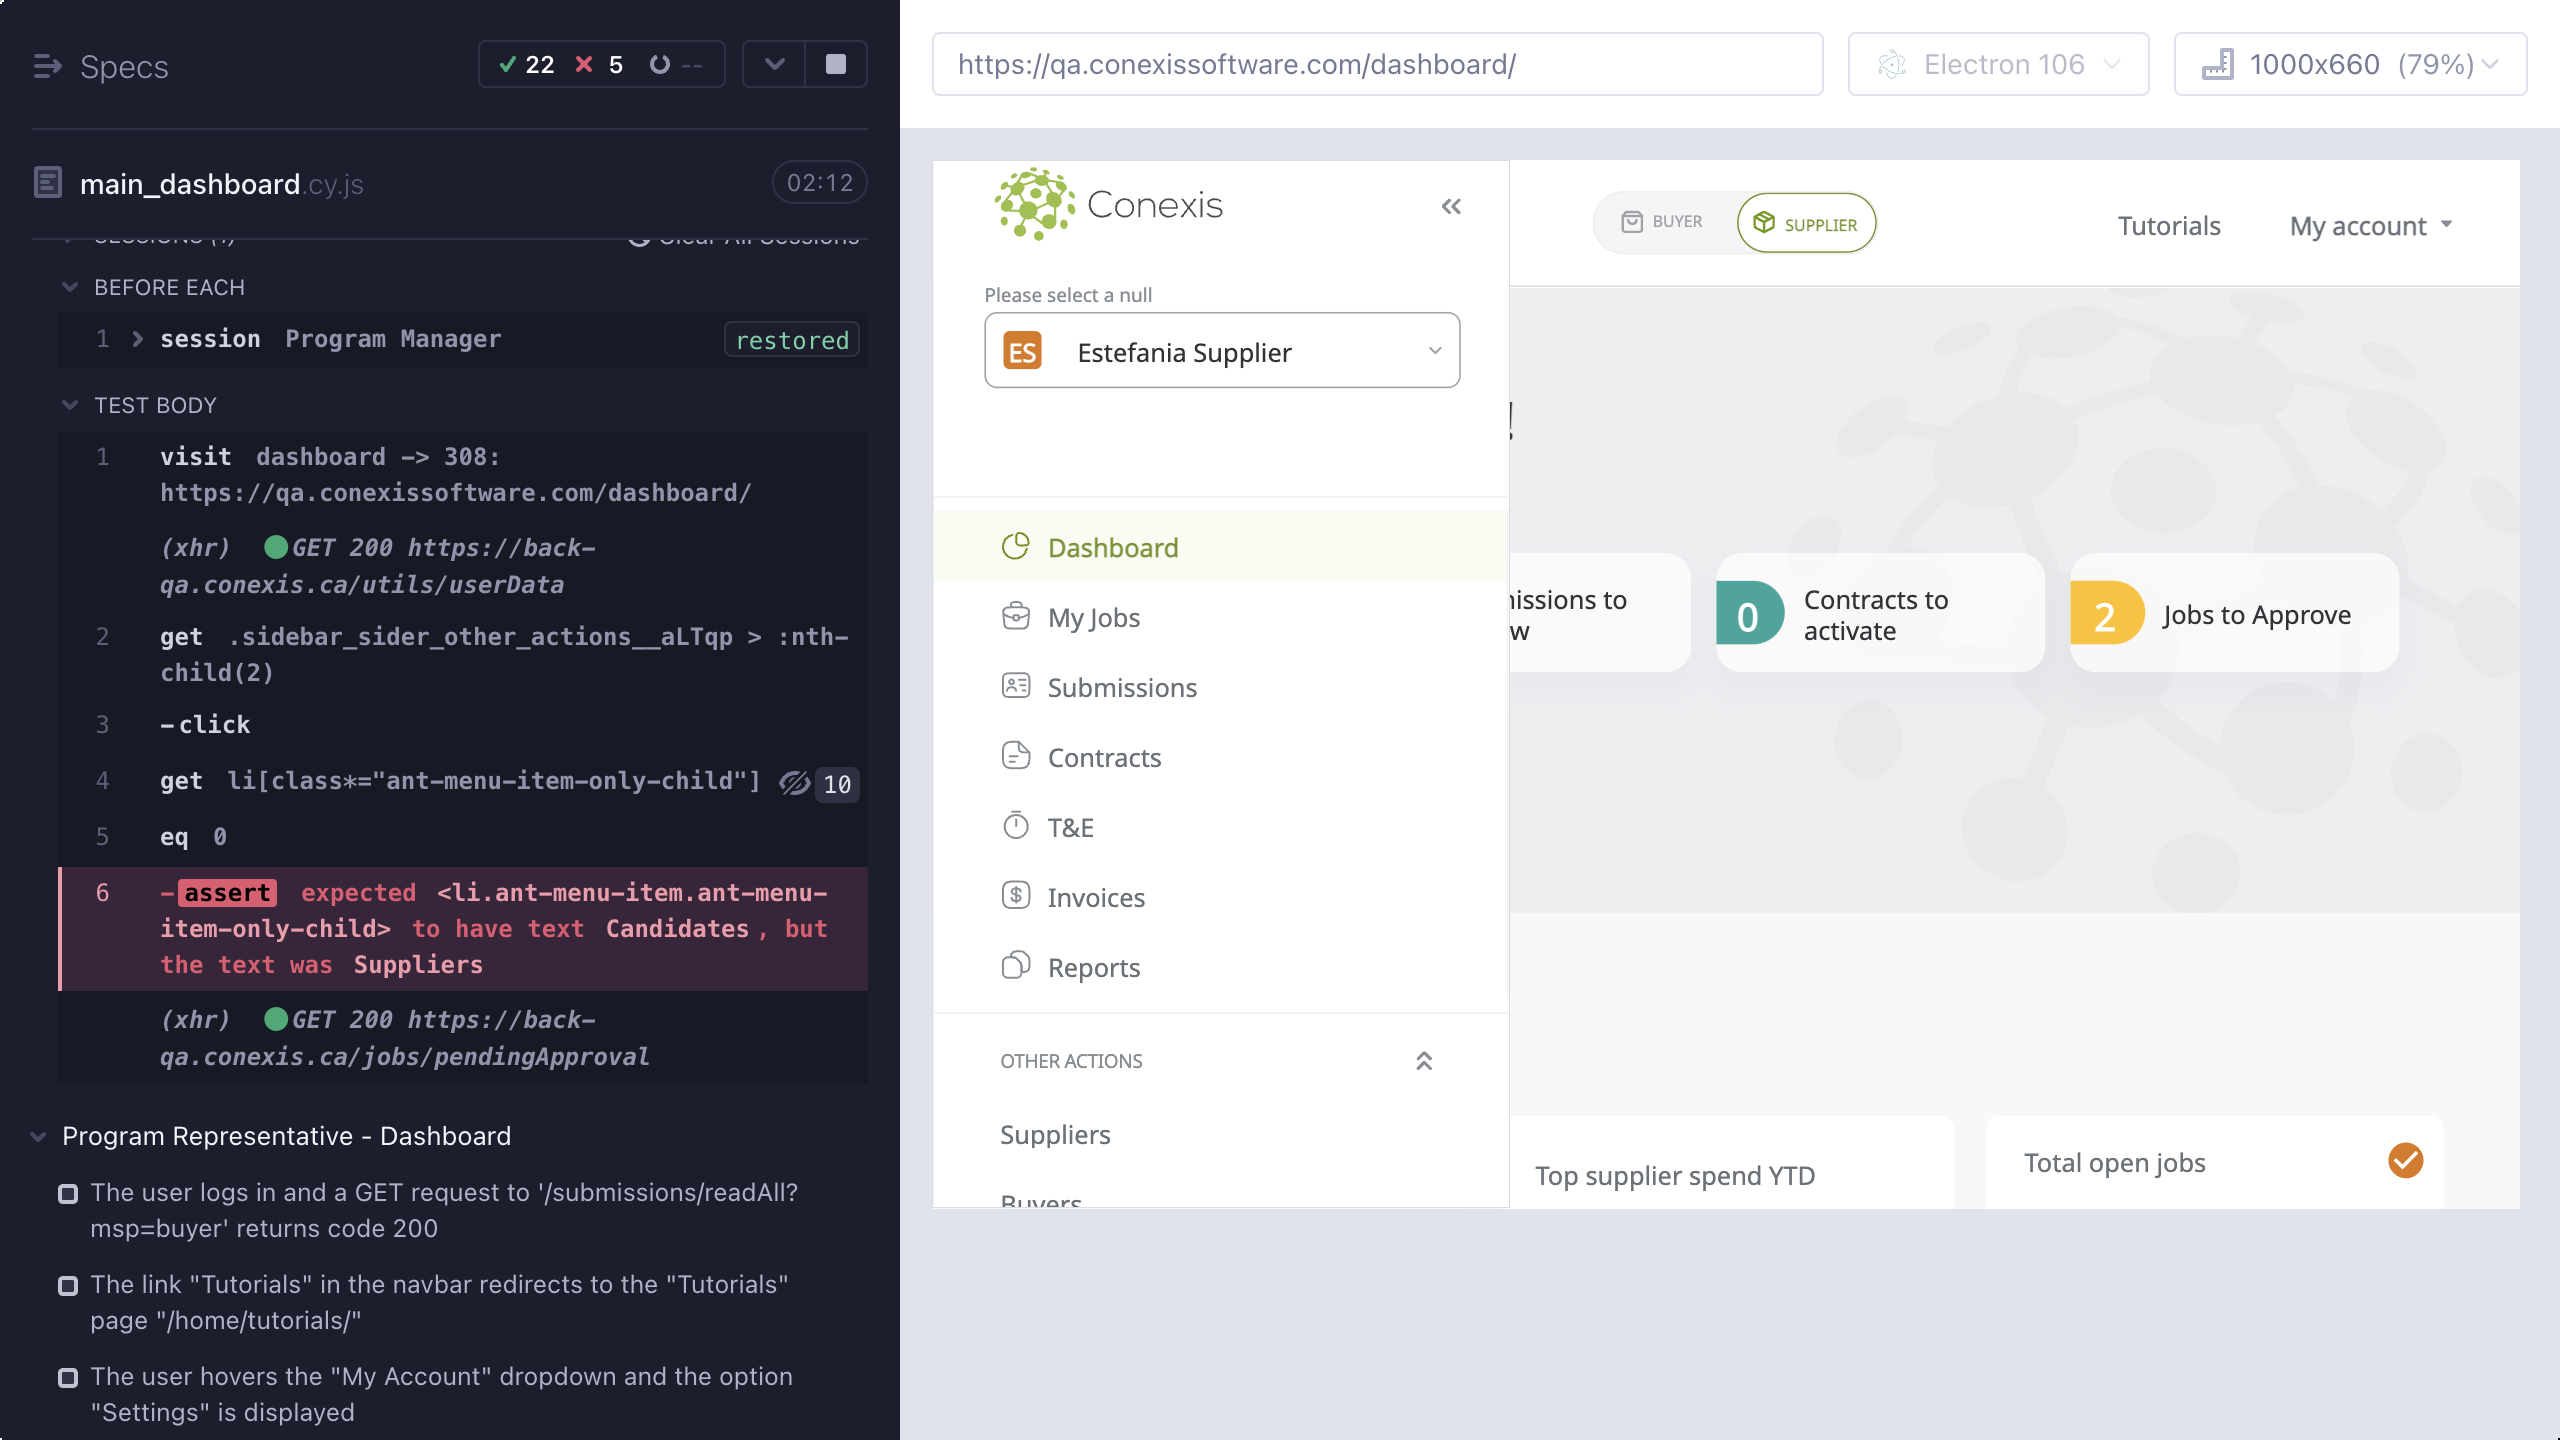 Specs
22
5
--
main_dashboard.cy.js
02:12
SESSIONS (1)
Clear All Sessions
BEFORE EACH
1 session Program Manager restored
TEST BODY
1 visit dashboard -> 308:
https://qa.conexissoftware.com/dashboard/
(xhr) GET 200 https://back-
qa.conexis.ca/utils/userData
2 get .sidebar_sider_other_actions__aLTqp > :nth-
child(2)
3 -click
4 get li[class*="ant-menu-item-only-child"] 10
5 eq 0
6 -assert expected <li.ant-menu-item.ant-menu-
item-only-child> to have text Candidates, but
the text was Suppliers
(xhr) GET 200 https://back-
qa.conexis.ca/jobs/pendingApproval
Program Representative - Dashboard
The user logs in and a GET request to '/submissions/readAll?
msp=buyer' returns code 200
The link "Tutorials" in the navbar redirects to the "Tutorials"
page "/home/tutorials/"
The user hovers the "My Account" dropdown and the option
"Settings" is displayed
https://qa.conexissoftware.com/dashboard/
Electron 106
1000x660 (79%)
Conexis
BUYER
SUPPLIER
Tutorials
My account
Please select a null
ES Estefania Supplier
!
Dashboard
My Jobs
Submissions
Contracts
T&E
Invoices
Reports
OTHER ACTIONS
Suppliers
Buyers
issions to
w
0
Contracts to
activate
2
Jobs to Approve
Top supplier spend YTD
Total open jobs